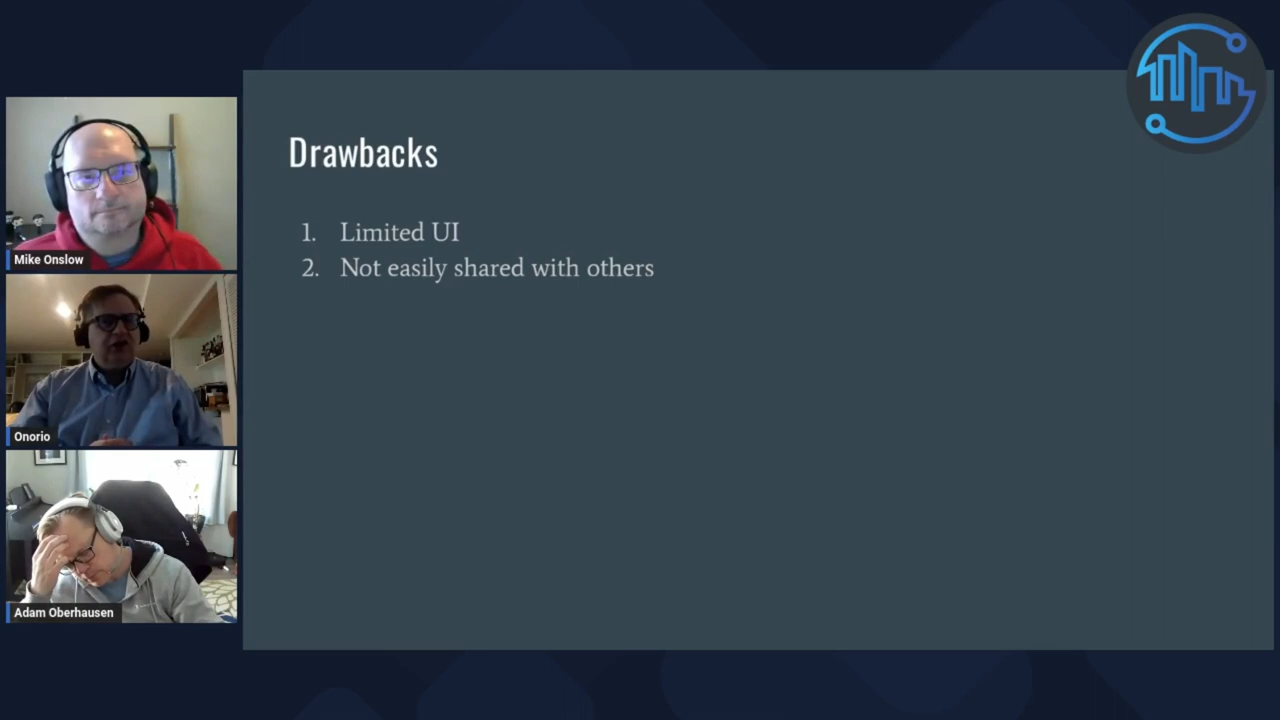 Drawbacks
1. Limited UI
2. Not easily shared with others
Mike Onslow
Onorio
Adam Oberhausen